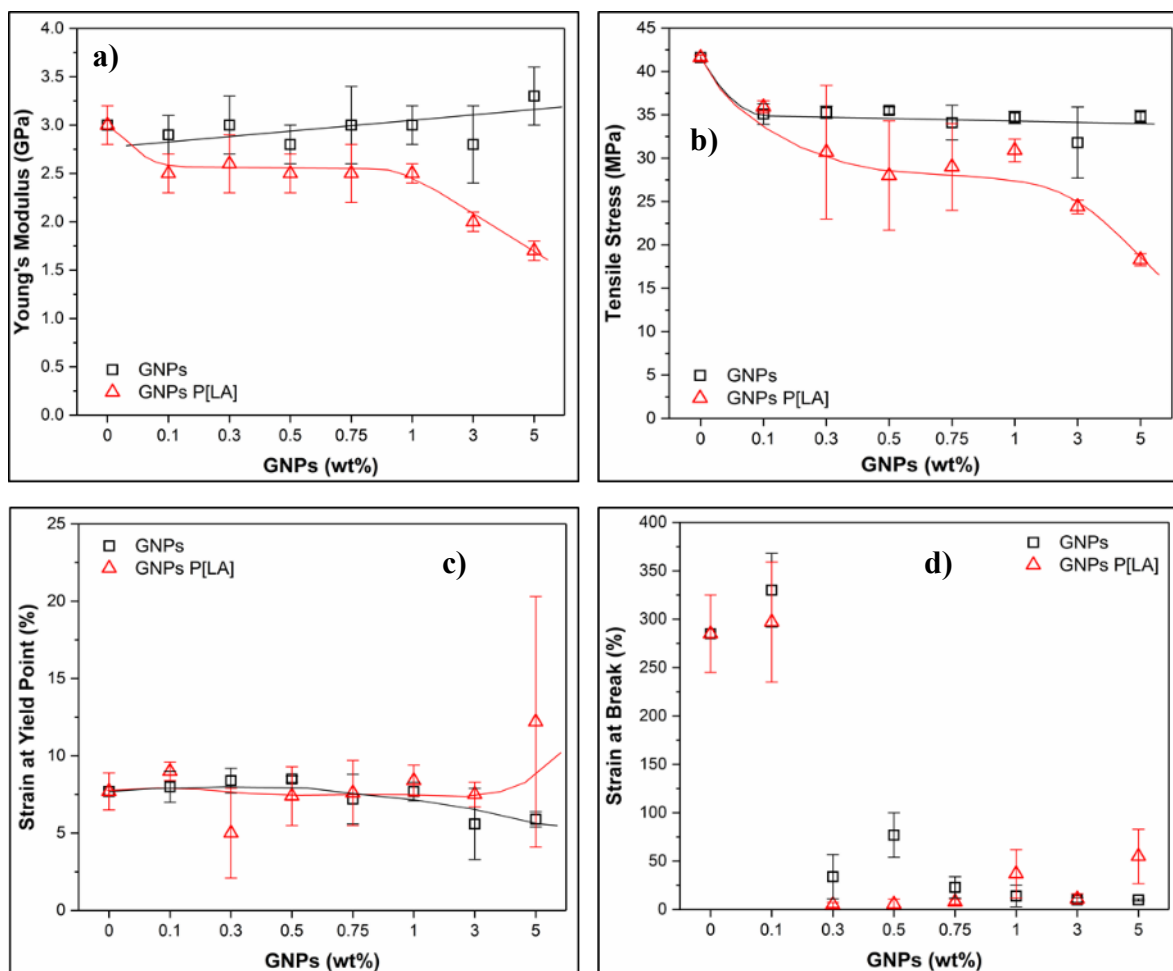 a)
Young's Modulus (GPa)
4.0
3.5
3.0
2.5
2.0
1.5
1.0
0.5
0.0
GNPs
GNPs P[LA]
0 0.1 0.3 0.5 0.75 1 3 5
GNPs (wt%)
b)
Tensile Stress (MPa)
45
40
35
30
25
20
15
10
5
0
GNPs
GNPs P[LA]
0 0.1 0.3 0.5 0.75 1 3 5
GNPs (wt%)
c)
Strain at Yield Point (%)
25
20
15
10
5
0
GNPs
GNPs P[LA]
0 0.1 0.3 0.5 0.75 1 3 5
GNPs (wt%)
d)
Strain at Break (%)
400
350
300
250
200
150
100
50
0
GNPs
GNPs P[LA]
0 0.1 0.3 0.5 0.75 1 3 5
GNPs (wt%)